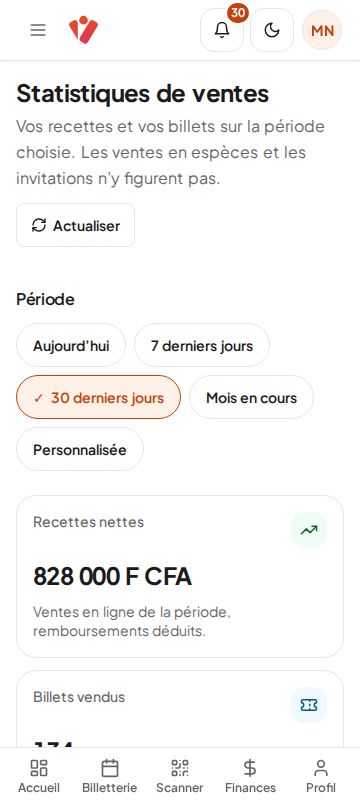 30
MN
Statistiques de ventes
Vos recettes et vos billets sur la période
choisie. Les ventes en espèces et les
invitations n’y figurent pas.
Actualiser
Période
Aujourd’hui
7 derniers jours
✓ 30 derniers jours
Mois en cours
Personnalisée
Recettes nettes
828 000 F CFA
Ventes en ligne de la période,
remboursements déduits.
Billets vendus
Accueil
Billetterie
Scanner
Finances
Profil